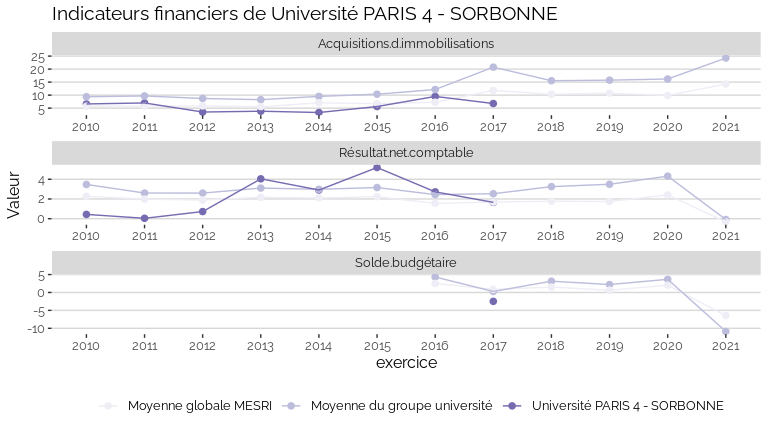 Indicateurs financiers de Université PARIS 4 - SORBONNE
Acquisitions.d.immobilisations
25
20
15
10
5
2010 2011 2012 2013 2014 2015 2016 2017 2018 2019 2020 2021
Résultat.net.comptable
4
2
0
2010 2011 2012 2013 2014 2015 2016 2017 2018 2019 2020 2021
Valeur
Solde.budgétaire
5
0
-5
-10
2010 2011 2012 2013 2014 2015 2016 2017 2018 2019 2020 2021
exercice
Moyenne globale MESRI Moyenne du groupe université Université PARIS 4 - SORBONNE